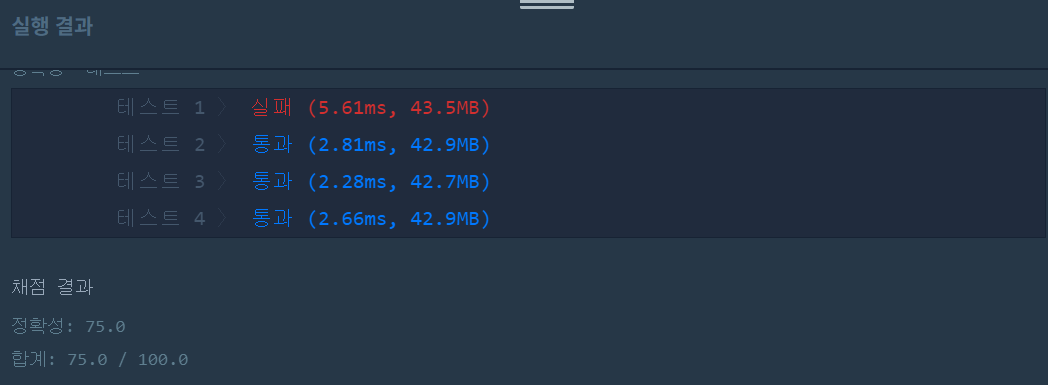 실행 결과
테스트 1 〉 실패 (5.61ms, 43.5MB)
테스트 2 〉 통과 (2.81ms, 42.9MB)
테스트 3 〉 통과 (2.28ms, 42.7MB)
테스트 4 〉 통과 (2.66ms, 42.9MB)
채점 결과
정확성: 75.0
합계: 75.0 / 100.0